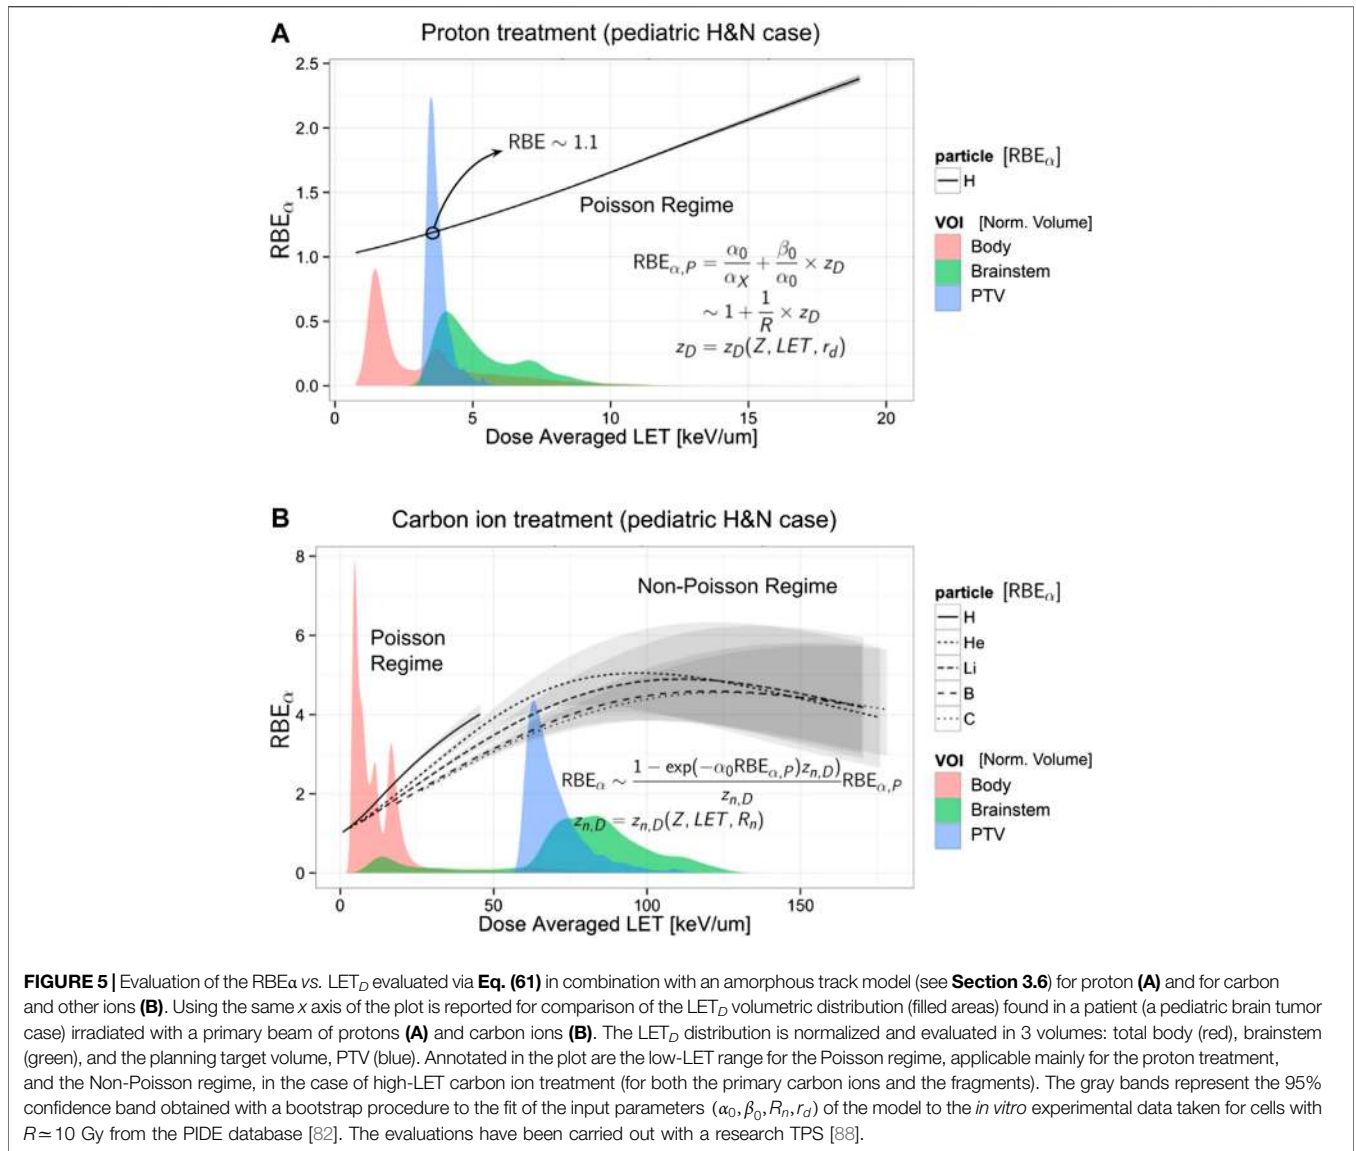 A
Proton treatment (pediatric H&N case)
2.5
2.0
1.5
1.0
0.5
0.0
RBEα
RBE ∼ 1.1
Poisson Regime
RBEα,P = α0/αX + β0/α0 × zD
∼ 1 + 1/R × zD
zD = zD(Z, LET, rd)
0 5 10 15 20
Dose Averaged LET [keV/um]
particle [RBEα]
H
VOI [Norm. Volume]
Body
Brainstem
PTV
B
Carbon ion treatment (pediatric H&N case)
8
6
4
2
0
RBEα
Poisson
Regime
Non-Poisson Regime
RBEα ∼ 1 − exp(−α0RBEα,P)zn,D)/zn,D RBEα,P
zn,D = zn,D(Z, LET, Rn)
0 50 100 150
Dose Averaged LET [keV/um]
particle [RBEα]
H
He
Li
B
C
VOI [Norm. Volume]
Body
Brainstem
PTV
FIGURE 5 | Evaluation of the RBEα vs. LETD evaluated via Eq. (61) in combination with an amorphous track model (see Section 3.6) for proton (A) and for carbon
and other ions (B). Using the same x axis of the plot is reported for comparison of the LETD volumetric distribution (filled areas) found in a patient (a pediatric brain tumor
case) irradiated with a primary beam of protons (A) and carbon ions (B). The LETD distribution is normalized and evaluated in 3 volumes: total body (red), brainstem
(green), and the planning target volume, PTV (blue). Annotated in the plot are the low-LET range for the Poisson regime, applicable mainly for the proton treatment,
and the Non-Poisson regime, in the case of high-LET carbon ion treatment (for both the primary carbon ions and the fragments). The gray bands represent the 95%
confidence band obtained with a bootstrap procedure to the fit of the input parameters (α0, β0, Rn, rd) of the model to the in vitro experimental data taken for cells with
R ≃ 10 Gy from the PIDE database [82]. The evaluations have been carried out with a research TPS [88].